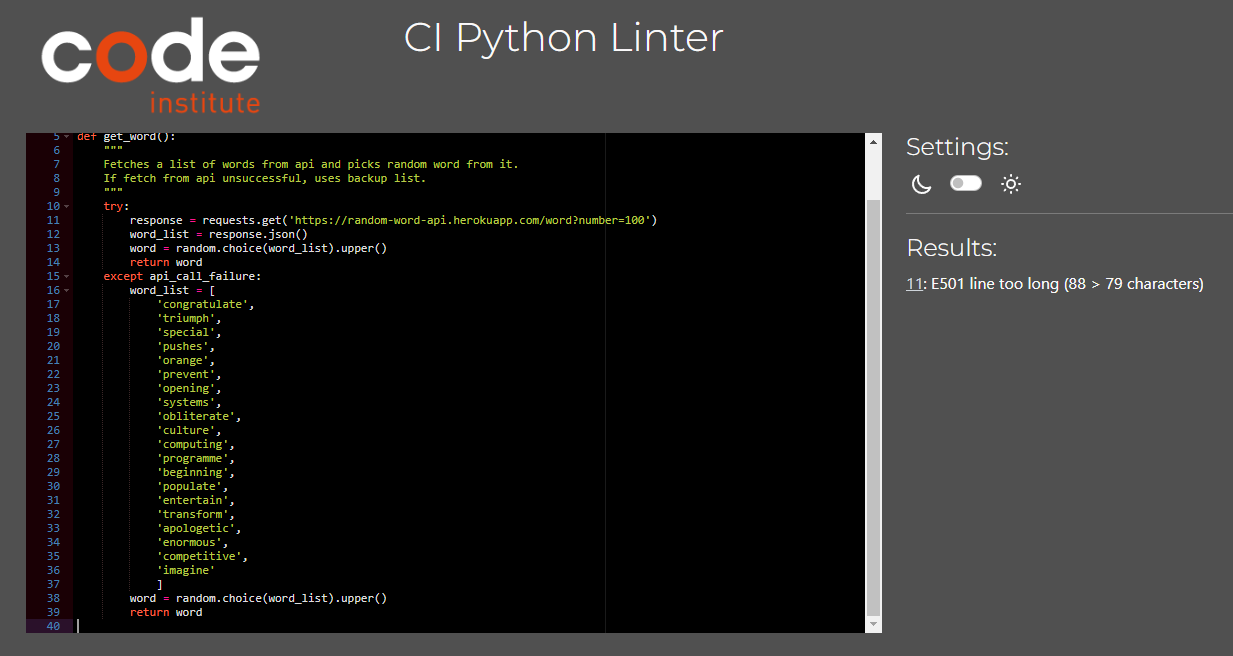 code
institute
CI Python Linter
5 def get_word():
6 """
7 Fetches a list of words from api and picks random word from it.
8 If fetch from api unsuccessful, uses backup list.
9 """
10 try:
11 response = requests.get('https://random-word-api.herokuapp.com/word?number=100')
12 word_list = response.json()
13 word = random.choice(word_list).upper()
14 return word
15 except api_call_failure:
16 word_list = [
17 'congratulate',
18 'triumph',
19 'special',
20 'pushes',
21 'orange',
22 'prevent',
23 'opening',
24 'systems',
25 'obliterate',
26 'culture',
27 'computing',
28 'programme',
29 'beginning',
30 'populate',
31 'entertain',
32 'transform',
33 'apologetic',
34 'enormous',
35 'competitive',
36 'imagine'
37 ]
38 word = random.choice(word_list).upper()
39 return word
40
Settings:
Results:
11: E501 line too long (88 > 79 characters)